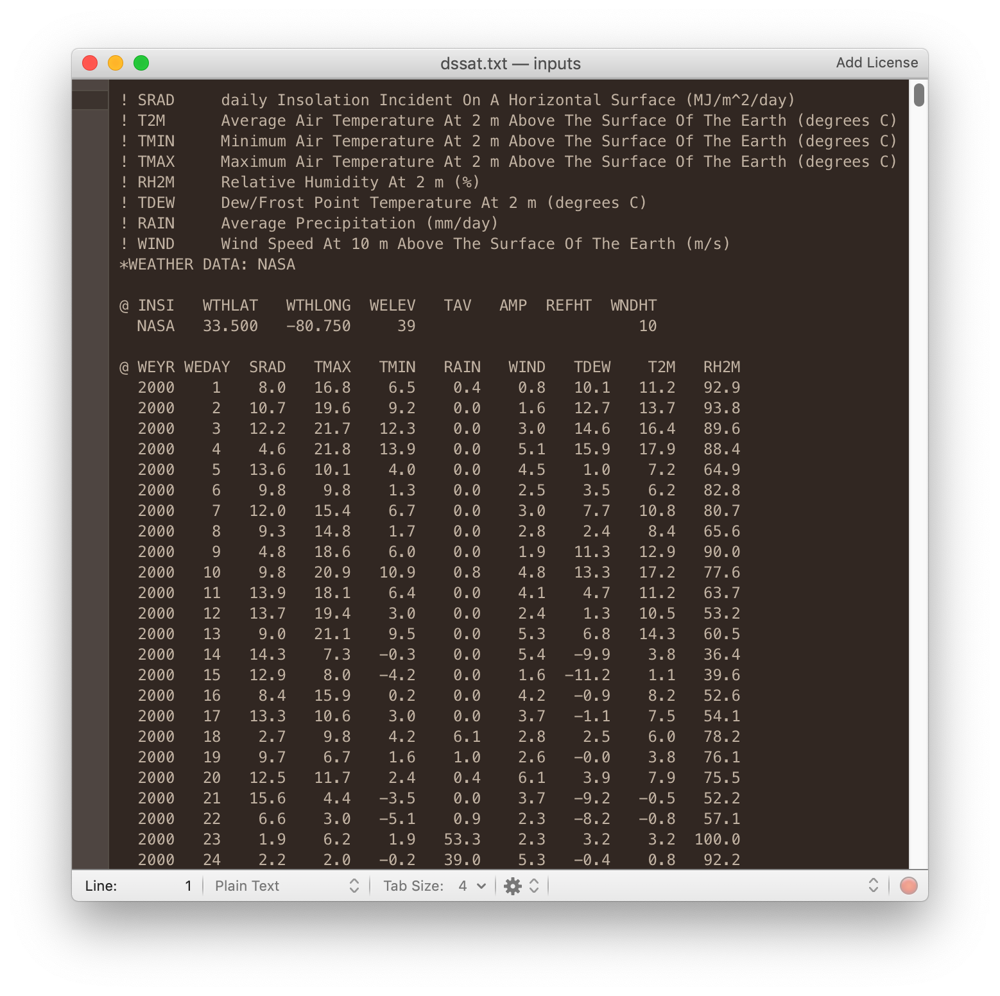 dssat.txt — inputs
Add License
! SRAD     daily Insolation Incident On A Horizontal Surface (MJ/m^2/day)
! T2M      Average Air Temperature At 2 m Above The Surface Of The Earth (degrees C)
! TMIN     Minimum Air Temperature At 2 m Above The Surface Of The Earth (degrees C)
! TMAX     Maximum Air Temperature At 2 m Above The Surface Of The Earth (degrees C)
! RH2M     Relative Humidity At 2 m (%)
! TDEW     Dew/Frost Point Temperature At 2 m (degrees C)
! RAIN     Average Precipitation (mm/day)
! WIND     Wind Speed At 10 m Above The Surface Of The Earth (m/s)
*WEATHER DATA: NASA
@ INSI   WTHLAT   WTHLONG  WELEV   TAV   AMP  REFHT  WNDHT
  NASA   33.500   -80.750     39                        10
@ WEYR WEDAY  SRAD   TMAX   TMIN   RAIN   WIND   TDEW    T2M   RH2M
  2000    1    8.0   16.8    6.5    0.4    0.8   10.1   11.2   92.9
  2000    2   10.7   19.6    9.2    0.0    1.6   12.7   13.7   93.8
  2000    3   12.2   21.7   12.3    0.0    3.0   14.6   16.4   89.6
  2000    4    4.6   21.8   13.9    0.0    5.1   15.9   17.9   88.4
  2000    5   13.6   10.1    4.0    0.0    4.5    1.0    7.2   64.9
  2000    6    9.8    9.8    1.3    0.0    2.5    3.5    6.2   82.8
  2000    7   12.0   15.4    6.7    0.0    3.0    7.7   10.8   80.7
  2000    8    9.3   14.8    1.7    0.0    2.8    2.4    8.4   65.6
  2000    9    4.8   18.6    6.0    0.0    1.9   11.3   12.9   90.0
  2000   10    9.8   20.9   10.9    0.8    4.8   13.3   17.2   77.6
  2000   11   13.9   18.1    6.4    0.0    4.1    4.7   11.2   63.7
  2000   12   13.7   19.4    3.0    0.0    2.4    1.3   10.5   53.2
  2000   13    9.0   21.1    9.5    0.0    5.3    6.8   14.3   60.5
  2000   14   14.3    7.3   -0.3    0.0    5.4   -9.9    3.8   36.4
  2000   15   12.9    8.0   -4.2    0.0    1.6  -11.2    1.1   39.6
  2000   16    8.4   15.9    0.2    0.0    4.2   -0.9    8.2   52.6
  2000   17   13.3   10.6    3.0    0.0    3.7   -1.1    7.5   54.1
  2000   18    2.7    9.8    4.2    6.1    2.8    2.5    6.0   78.2
  2000   19    9.7    6.7    1.6    1.0    2.6   -0.0    3.8   76.1
  2000   20   12.5   11.7    2.4    0.4    6.1    3.9    7.9   75.5
  2000   21   15.6    4.4   -3.5    0.0    3.7   -9.2   -0.5   52.2
  2000   22    6.6    3.0   -5.1    0.9    2.3   -8.2   -0.8   57.1
  2000   23    1.9    6.2    1.9   53.3    2.3    3.2    3.2  100.0
  2000   24    2.2    2.0   -0.2   39.0    5.3   -0.4    0.8   92.2
Line: 1 Plain Text Tab Size: 4